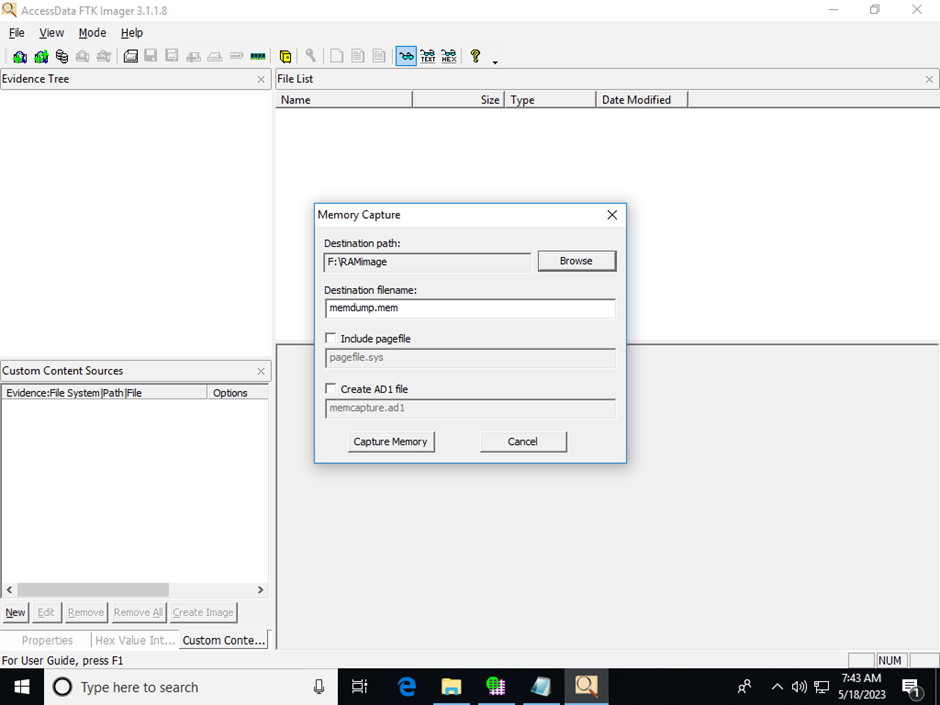 AccessData FTK Imager 3.1.1.8
File View Mode Help
TEXT HEX
Evidence Tree
File List
Name Size Type Date Modified
Memory Capture
Destination path:
F:\RAMimage Browse
Destination filename:
memdump.mem
Include pagefile
pagefile.sys
Create AD1 file
memcapture.ad1
Capture Memory Cancel
Custom Content Sources
Evidence:File System|Path|File Options
New Edit Remove Remove All Create Image
Properties Hex Value Int... Custom Conte...
For User Guide, press F1
NUM
Type here to search
7:43 AM
5/18/2023
1